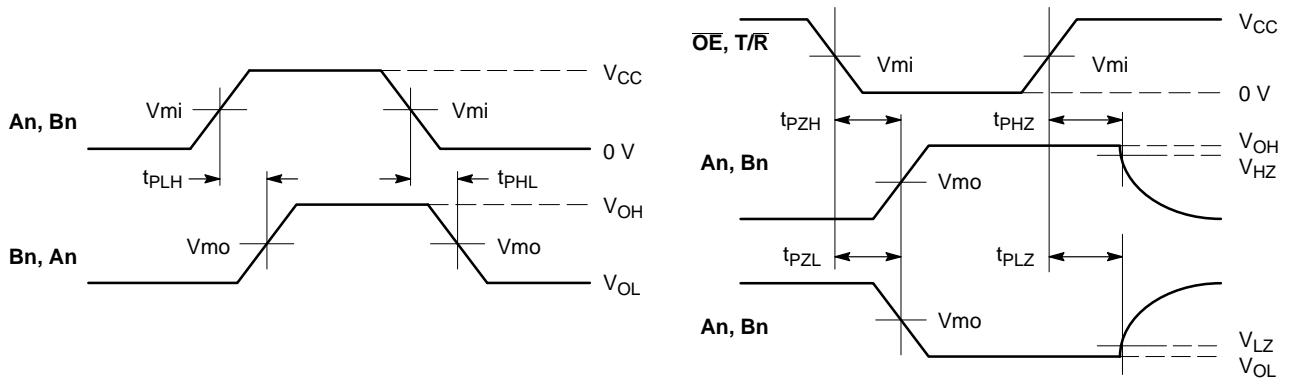 An, Bn
Vmi
Vmi
V_CC
0 V
t_PLH
t_PHL
Bn, An
Vmo
Vmo
V_OH
V_OL
O̅E̅, T/R̅
Vmi
Vmi
V_CC
0 V
t_PZH
t_PHZ
An, Bn
Vmo
V_OH
V_HZ
t_PZL
t_PLZ
An, Bn
Vmo
V_LZ
V_OL